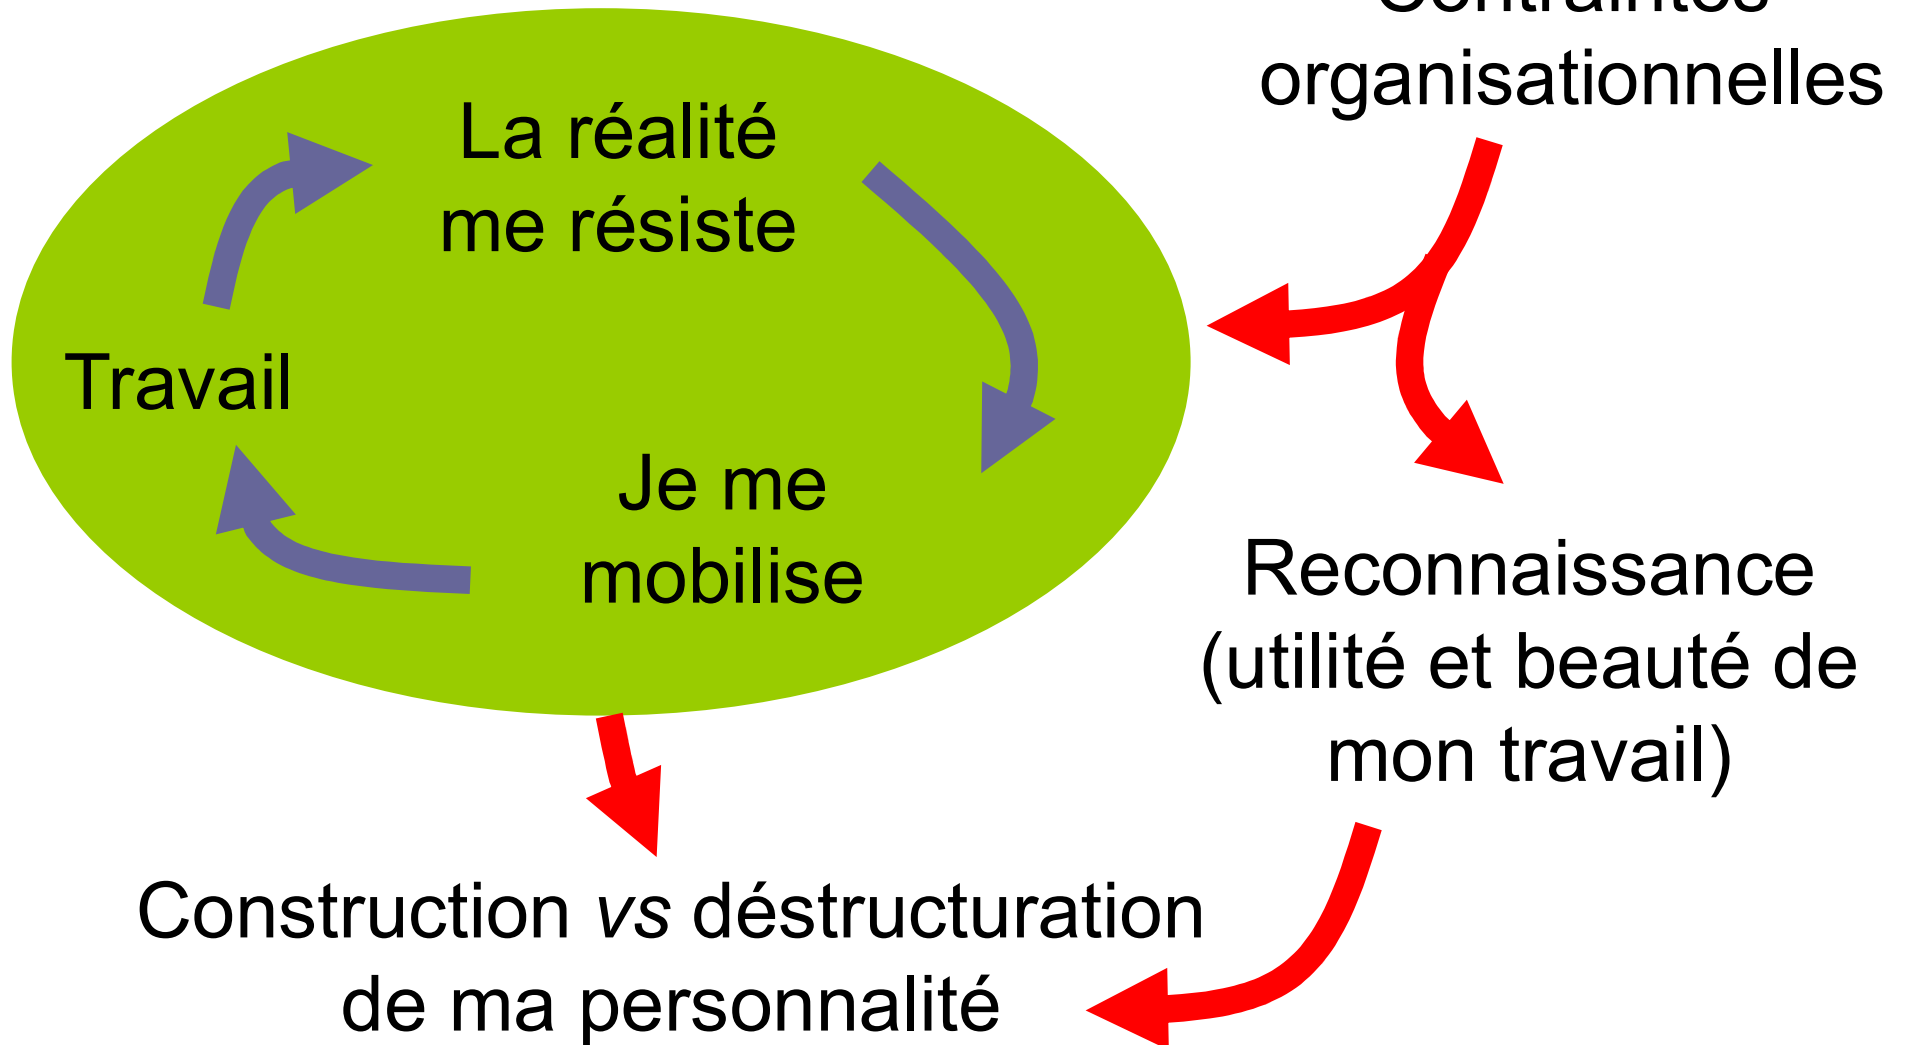 Contraintes
organisationnelles
La réalité
me résiste
Travail
Je me
mobilise
Reconnaissance
(utilité et beauté de
mon travail)
Construction vs déstructuration
de ma personnalité